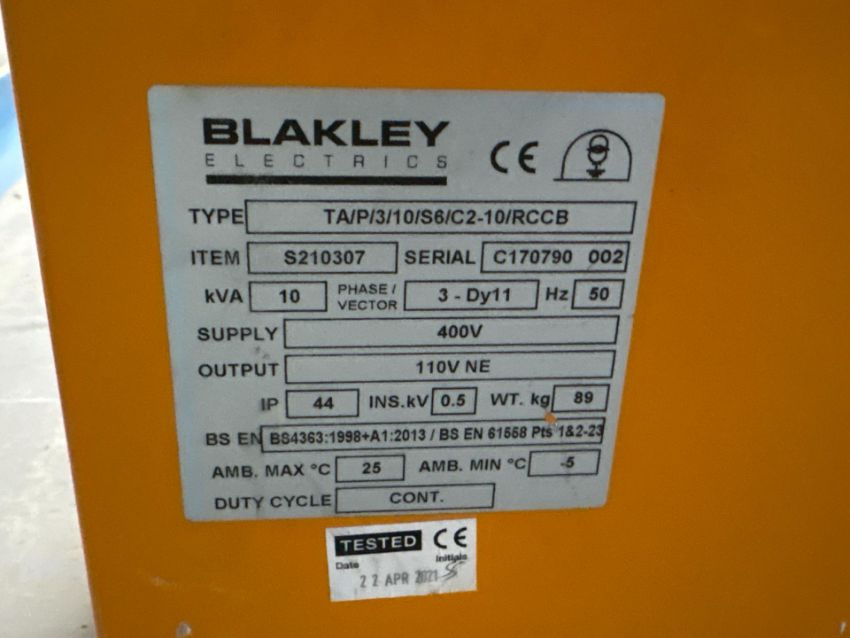 BLAKLEY
ELECTRICS
CE
TYPE TA/P/3/10/S6/C2-10/RCCB
ITEM S210307 SERIAL C170790 002
kVA 10 PHASE / VECTOR 3 - Dy11 Hz 50
SUPPLY 400V
OUTPUT 110V NE
IP 44 INS.kV 0.5 WT. kg 89
BS EN BS4363:1998+A1:2013 / BS EN 61558 Pts 1&2-23
AMB. MAX °C 25 AMB. MIN °C -5
DUTY CYCLE CONT.
TESTED CE
Date Initials
22 APR 2021